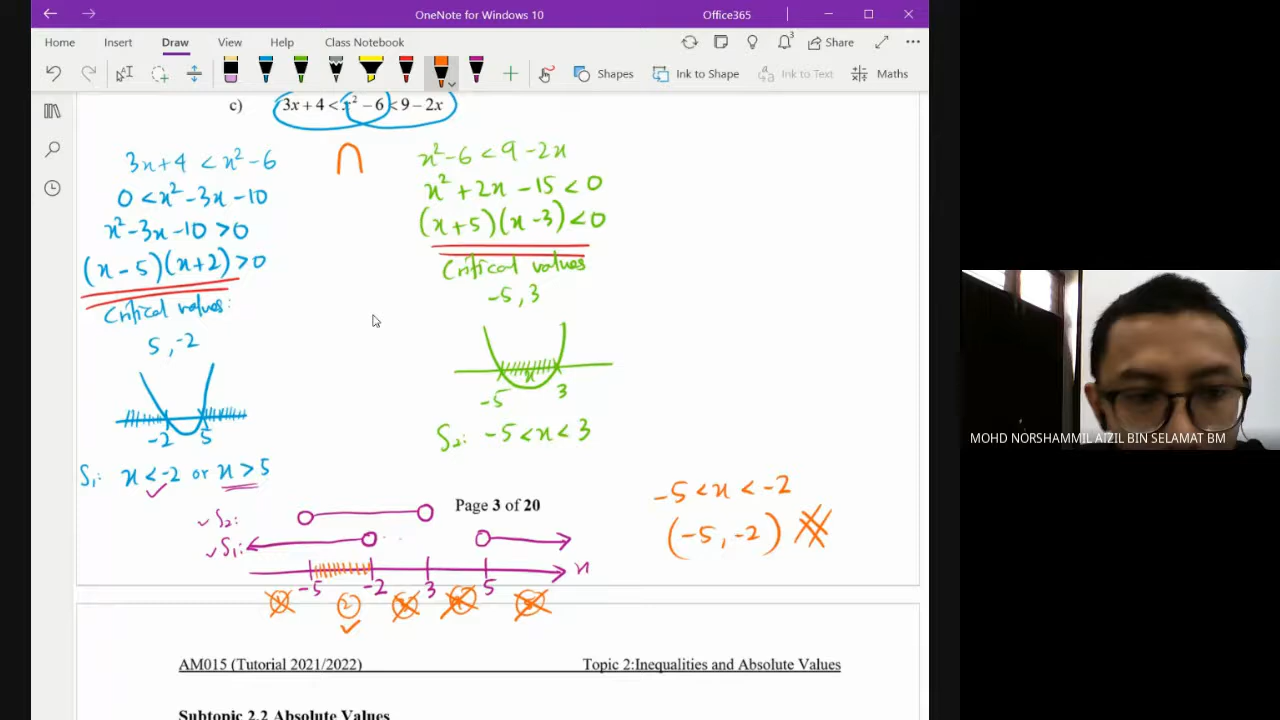 OneNote for Windows 10
Office365
Home Insert Draw View Help Class Notebook
Share
Shapes Ink to Shape Ink to Text Maths
c) 3x + 4 < x² – 6 < 9 – 2x
3x+4 < x²-6
0 < x²-3x-10
x²-3x-10 > 0
(x-5)(x+2) > 0
Critical values:
5, -2
-2 5
S₁: x < -2 or x > 5
∩
x²-6 < 9-2x
x²+2x-15 < 0
(x+5)(x-3) < 0
Critical values
-5, 3
-5 3
S₂: -5 < x < 3
Page 3 of 20
S₂:
S₁:
-5 -2 3 5 x
2
-5 < x < -2
(-5, -2)
AM015 (Tutorial 2021/2022) Topic 2:Inequalities and Absolute Values
Subtopic 2.2 Absolute Values
MOHD NORSHAMMIL AIZIL BIN SELAMAT BM